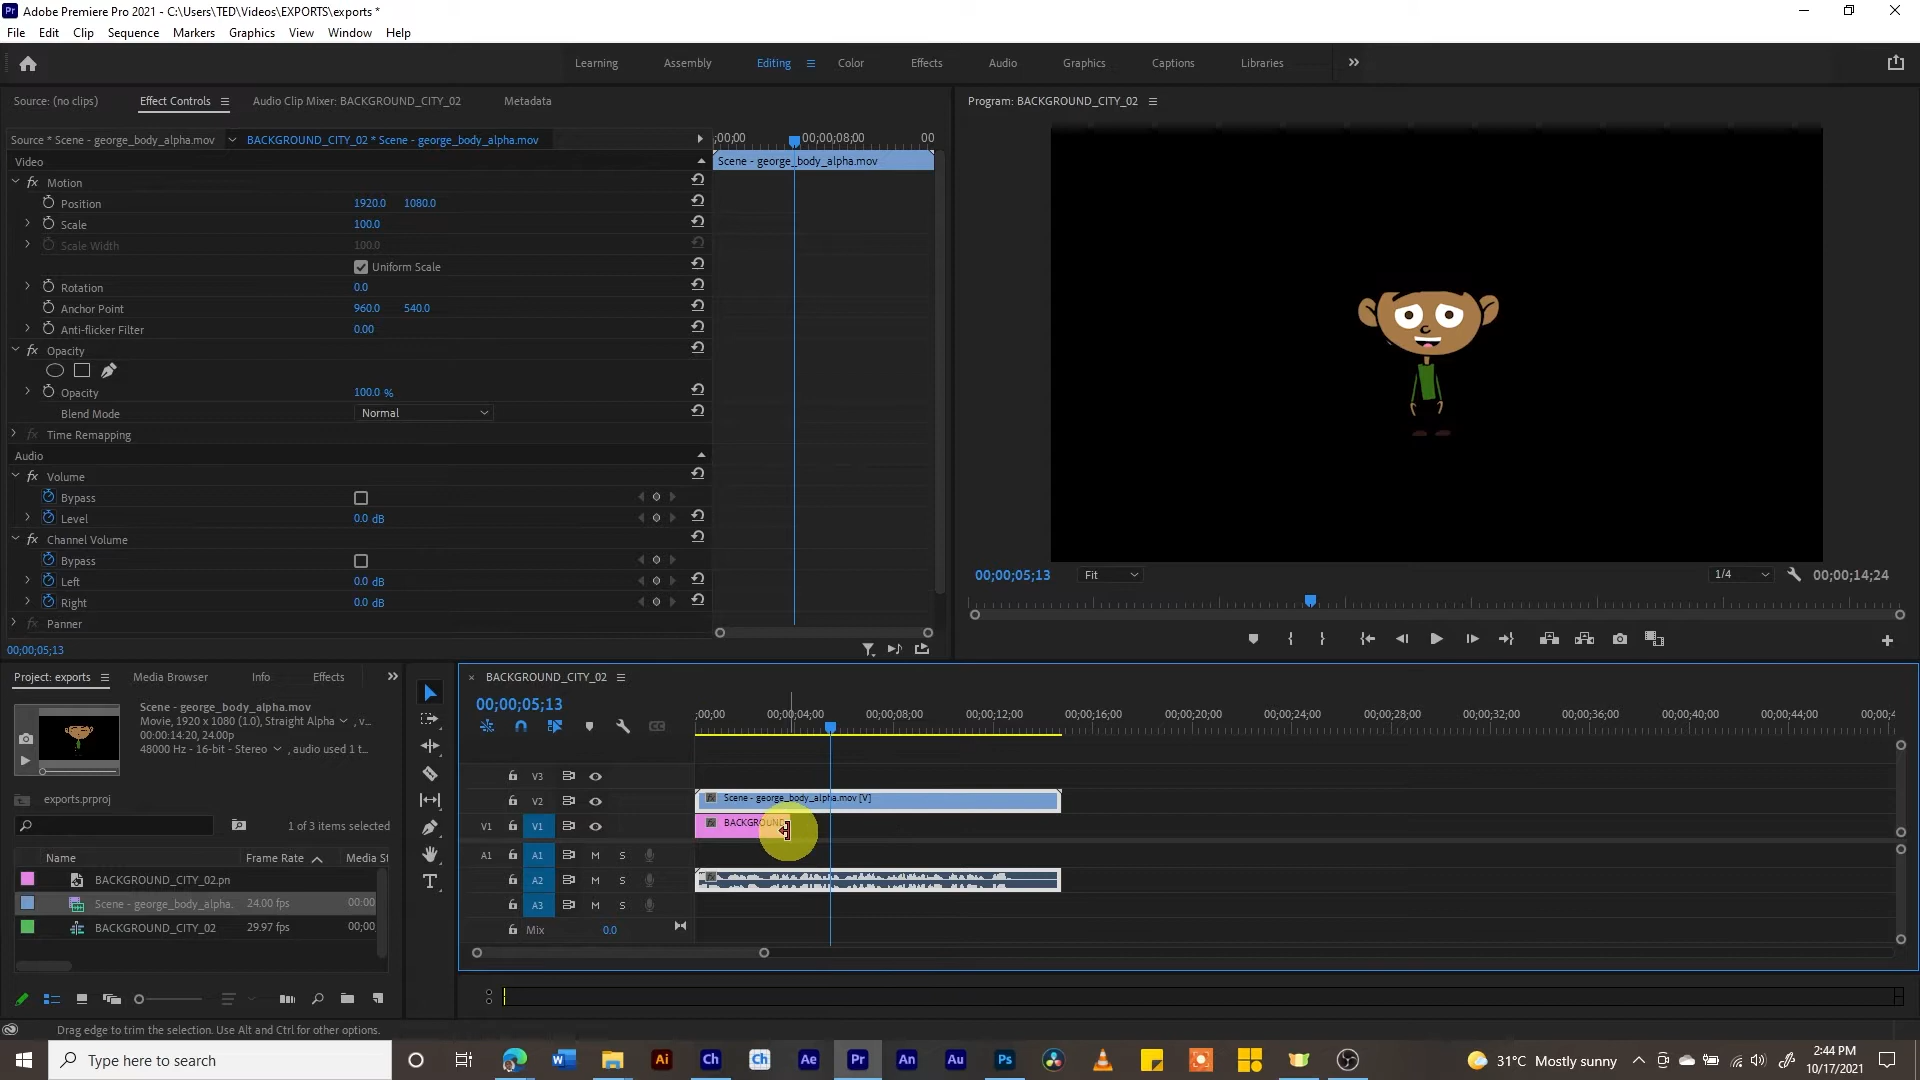 Adobe Premiere Pro 2021 - C:\Users\TED\Videos\EXPORTS\exports *
File Edit Clip Sequence Markers Graphics View Window Help
Learning Assembly Editing Color Effects Audio Graphics Captions Libraries
Source: (no clips) Effect Controls Audio Clip Mixer: BACKGROUND_CITY_02 Metadata
Program: BACKGROUND_CITY_02
Source * Scene - george_body_alpha.mov BACKGROUND_CITY_02 * Scene - george_body_alpha.mov
;00;00 00;00;08;00 00
Video
Scene - george_body_alpha.mov
fx Motion
Position 1920.0 1080.0
Scale 100.0
Scale Width 100.0
Uniform Scale
Rotation 0.0
Anchor Point 960.0 540.0
Anti-flicker Filter 0.00
fx Opacity
Opacity 100.0 %
Blend Mode Normal
fx Time Remapping
Audio
fx Volume
Bypass
Level 0.0 dB
fx Channel Volume
Bypass
Left 0.0 dB
Right 0.0 dB
fx Panner
00;00;05;13
00;00;05;13 Fit 1/4 00;00;14;24
Project: exports Media Browser Info Effects
Scene - george_body_alpha.mov
Movie, 1920 x 1080 (1.0), Straight Alpha , v...
00:00:14:20, 24.00p
48000 Hz - 16-bit - Stereo , audio used 1 t...
exports.prproj
1 of 3 items selected
Name Frame Rate Media St
BACKGROUND_CITY_02.pn
Scene - george_body_alpha. 24.00 fps 00:00
BACKGROUND_CITY_02 29.97 fps 00;00
BACKGROUND_CITY_02
00;00;05;13
;00;00 00;00;04;00 00;00;08;00 00;00;12;00 00;00;16;00 00;00;20;00 00;00;24;00 00;00;28;00 00;00;32;00 00;00;36;00 00;00;40;00 00;00;44;00 00;00;4
V3
V2 Scene - george_body_alpha.mov [V]
V1 V1 BACKGROUND
A1 A1 M S
A2 M S
A3 M S
Mix 0.0
Drag edge to trim the selection. Use Alt and Ctrl for other options.
Type here to search
Ai Ch Ch Ae Pr An Au Ps
31°C Mostly sunny
2:44 PM
10/17/2021